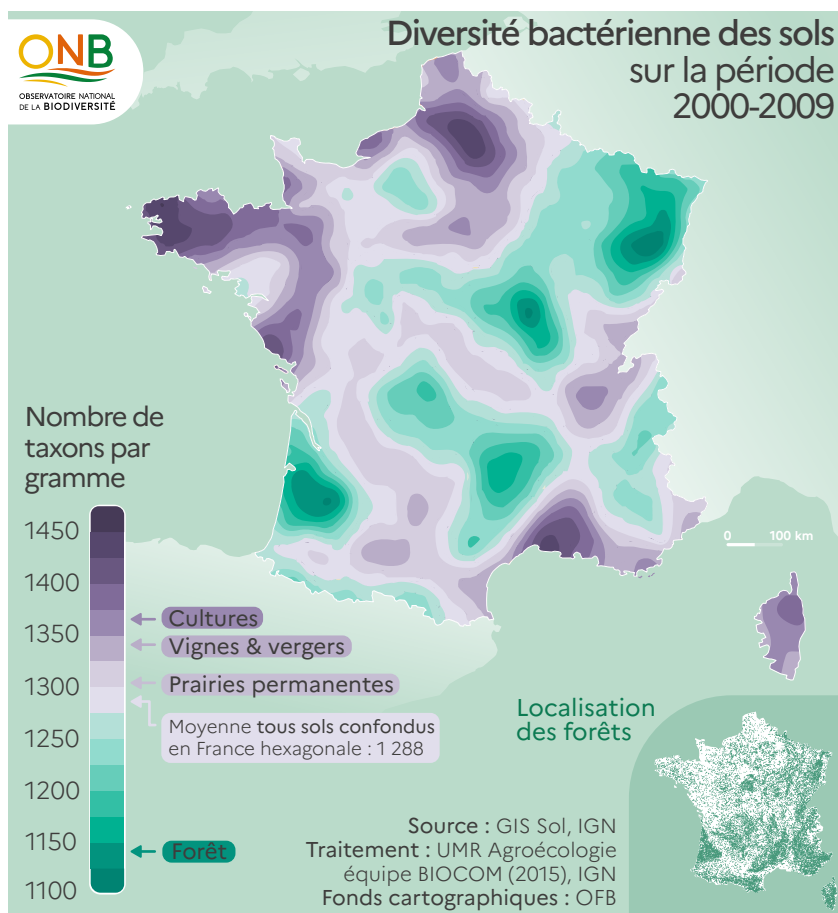 ONB
OBSERVATOIRE NATIONAL
DE LA BIODIVERSITÉ
Diversité bactérienne des sols
sur la période
2000-2009
Nombre de
taxons par
gramme
1450
1400
1350
1300
1250
1200
1150
1100
Cultures
Vignes & vergers
Prairies permanentes
Moyenne tous sols confondus
en France hexagonale : 1 288
Forêt
0 100 km
Localisation
des forêts
Source : GIS Sol, IGN
Traitement : UMR Agroécologie
équipe BIOCOM (2015), IGN
Fonds cartographiques : OFB